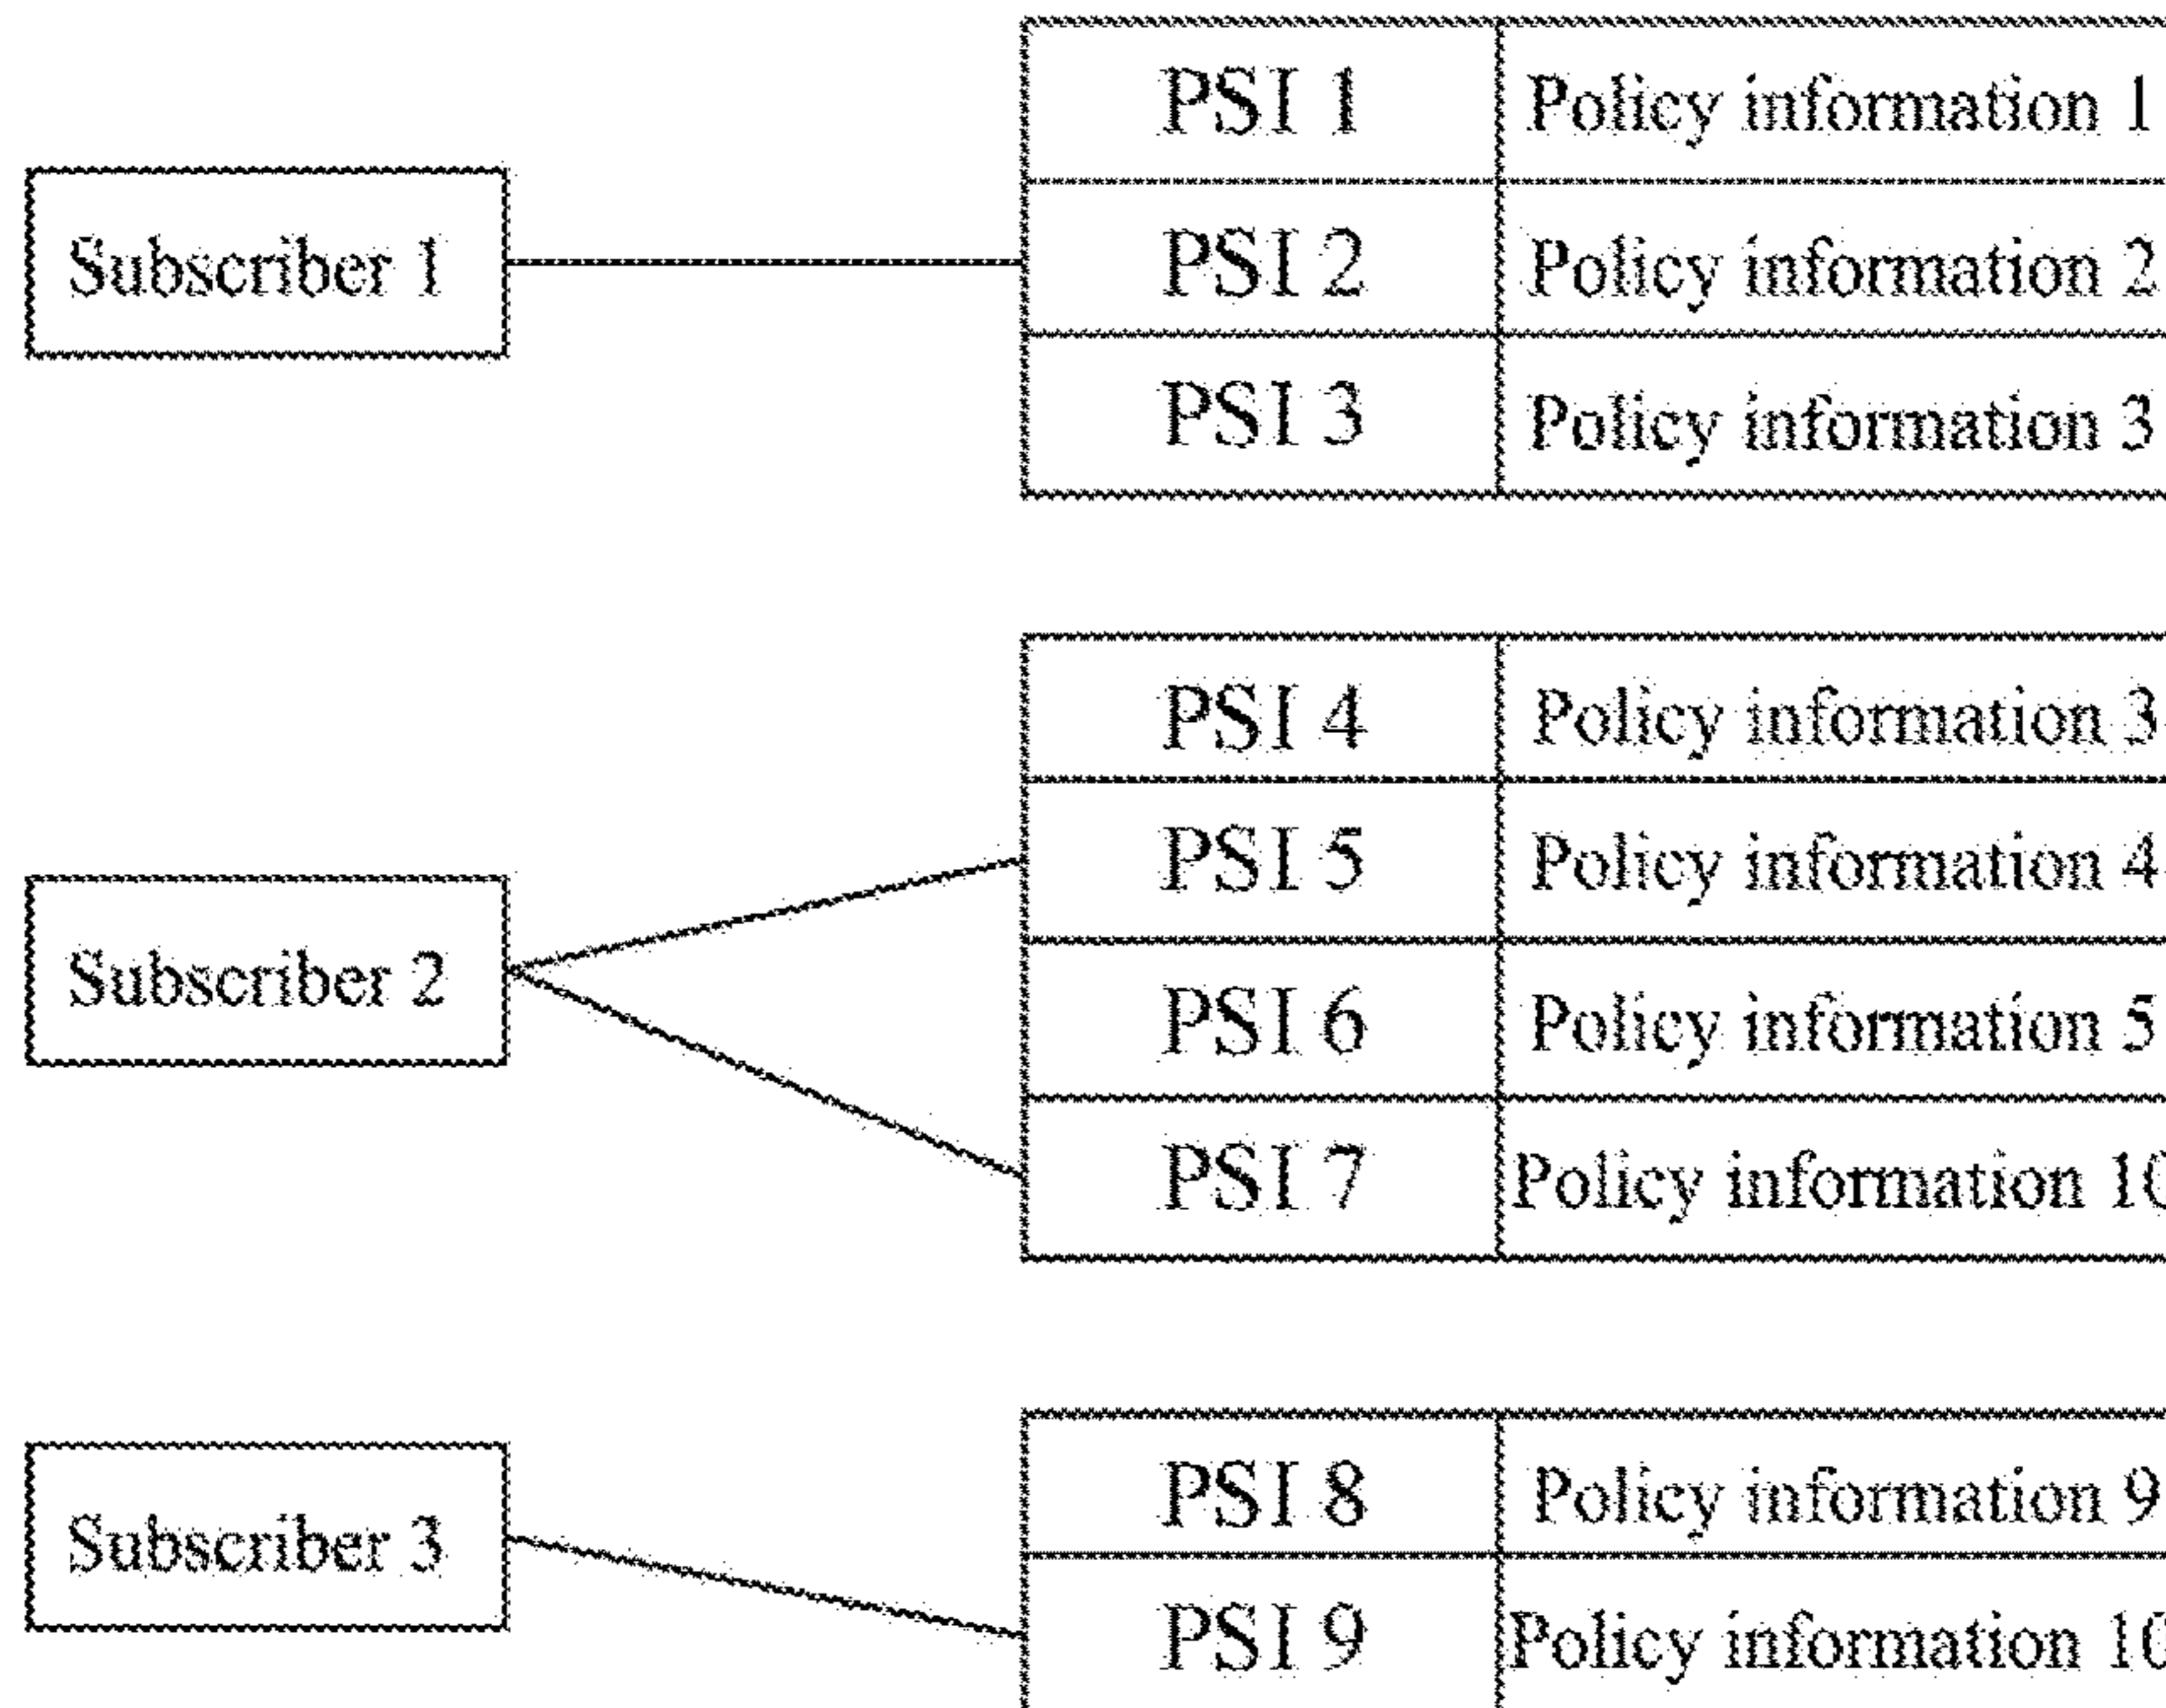 PSI 1 Policy information 1
Subscriber 1 PSI 2 Policy information 2
PSI 3 Policy information 3
PSI 4 Policy information 3
PSI 5 Policy information 4
Subscriber 2 PSI 6 Policy information 5
PSI 7 Policy information 10
PSI 8 Policy information 9
Subscriber 3
PSI 9 Policy information 10